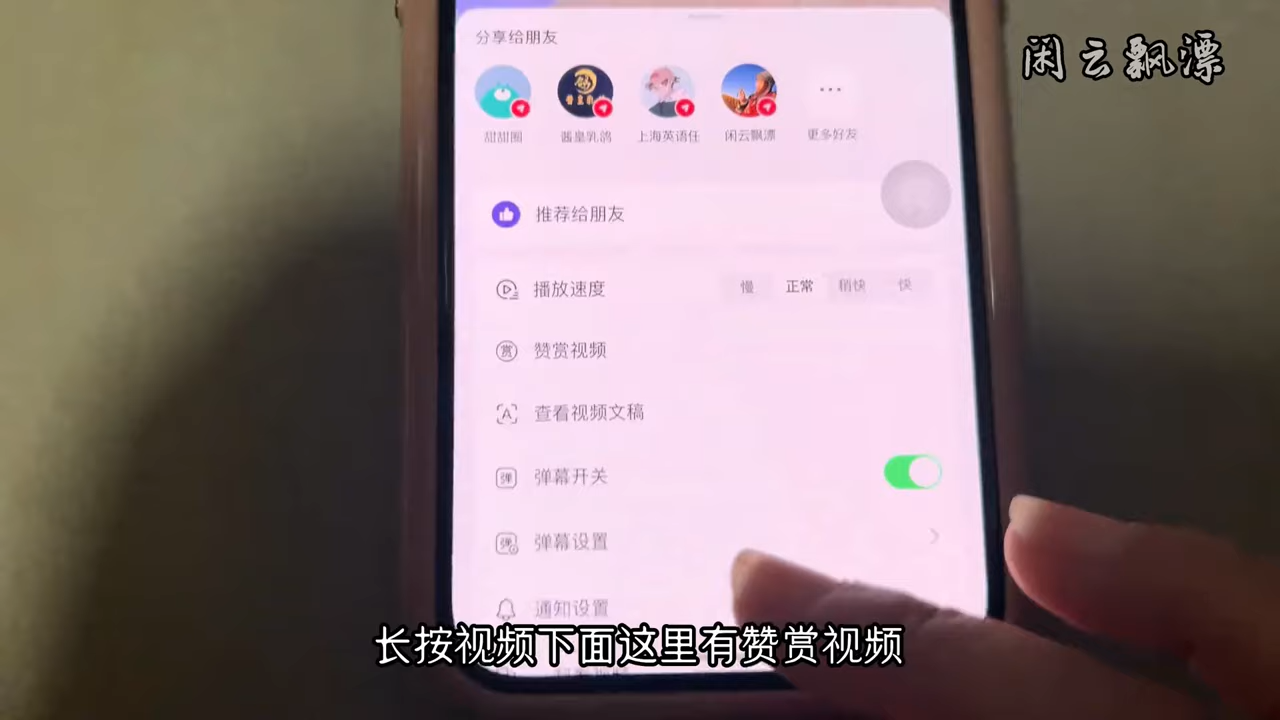 分享给朋友
闲云飘漂
甜甜圈
酱皇乳鸽
上海英语任
闲云飘漂
更多好友
推荐给朋友
播放速度
慢 正常 稍快 快
赏 赞赏视频
A 查看视频文稿
弹 弹幕开关
弹 弹幕设置
通知设置
长按视频下面这里有赞赏视频